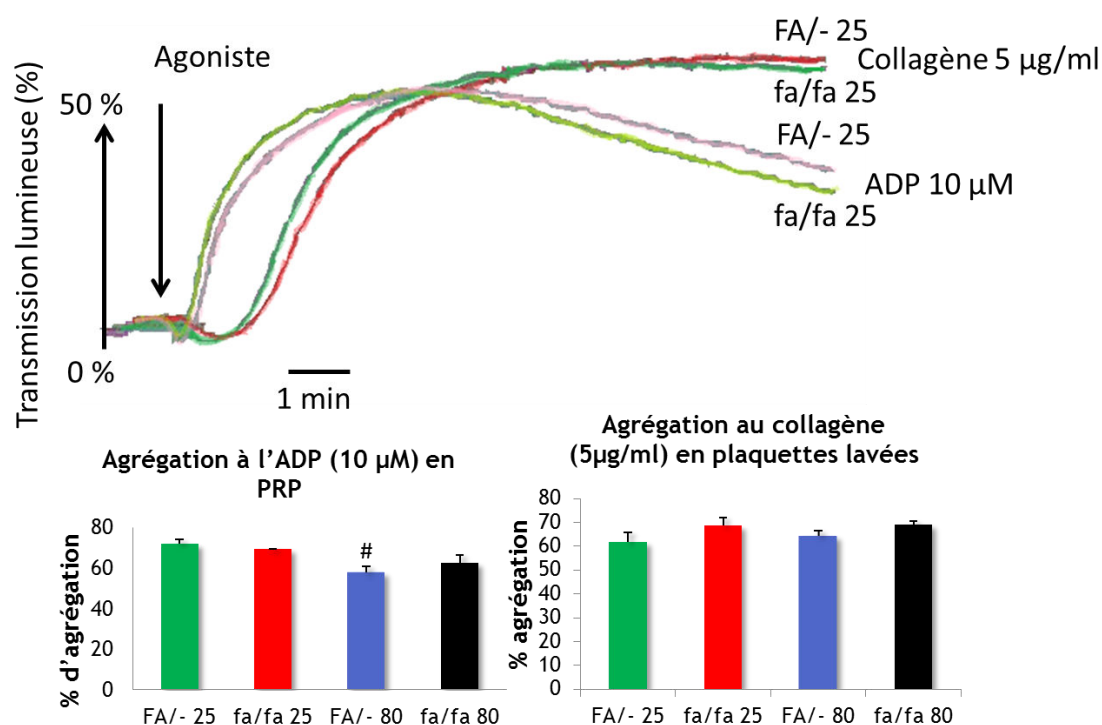 Transmission lumineuse (%)
Agoniste
50 %
0 %
1 min
FA/- 25
Collagène 5 µg/ml
fa/fa 25
FA/- 25
ADP 10 µM
fa/fa 25
Agrégation à l'ADP (10 µM) en
PRP
% d'agrégation
80
60
40
20
0
#
FA/- 25 fa/fa 25 FA/- 80 fa/fa 80
Agrégation au collagène
(5µg/ml) en plaquettes lavées
% agrégation
80
70
60
50
40
30
20
10
0
FA/- 25 fa/fa 25 FA/- 80 fa/fa 80